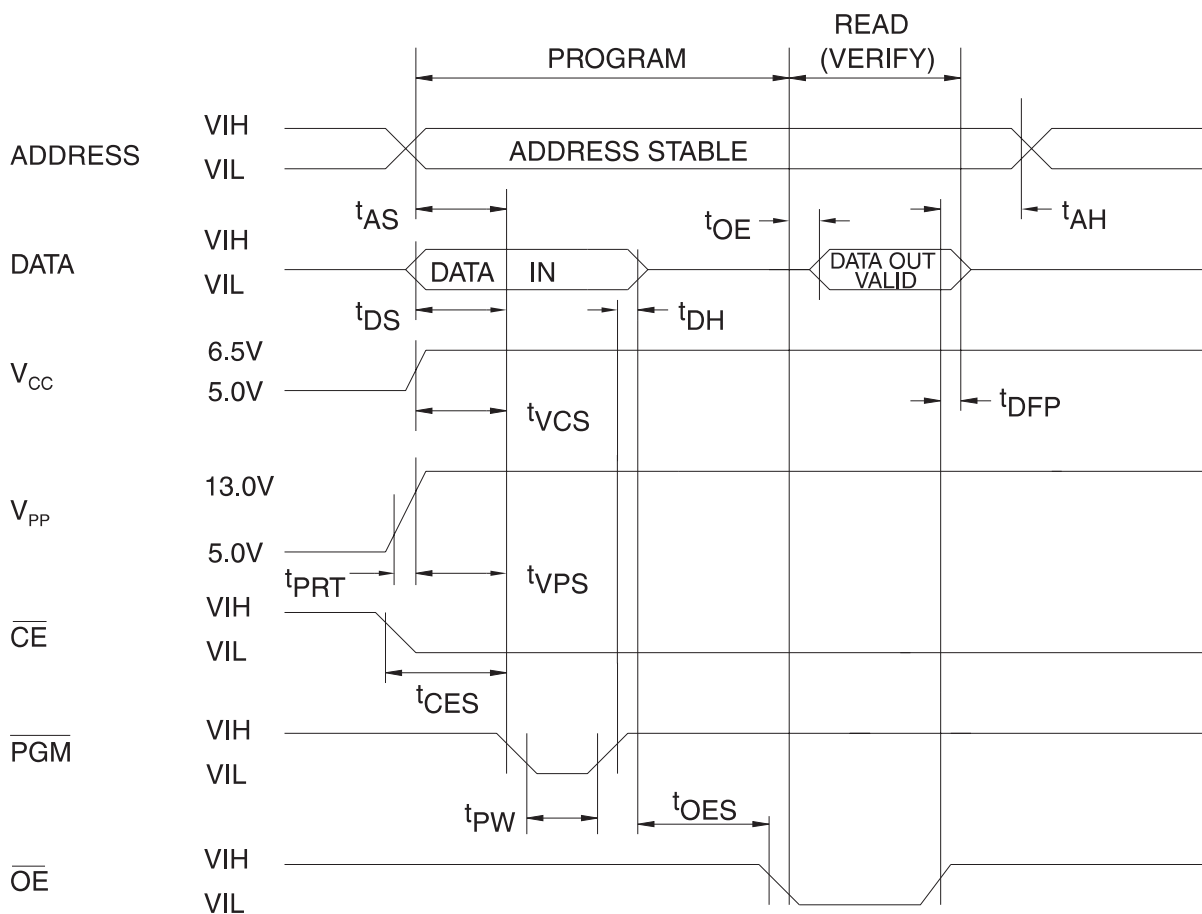 READ
PROGRAM (VERIFY)
ADDRESS VIH
VIL
ADDRESS STABLE
tAS tOE tAH
DATA VIH
VIL
DATA IN
DATA OUT
VALID
tDS tDH
VCC 6.5V
5.0V
tVCS tDFP
VPP 13.0V
5.0V
tPRT tVPS
CE VIH
VIL
tCES
PGM VIH
VIL
tPW tOES
OE VIH
VIL